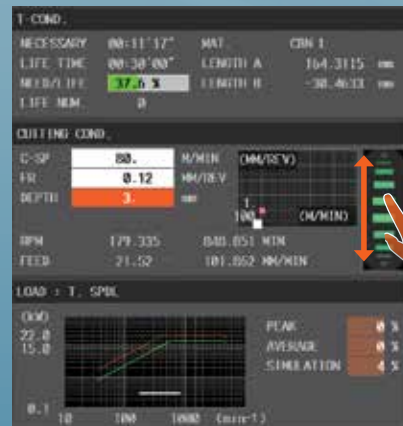 T-COND.
NECESSARY 00:11'17" MAT. CBN 1
LIFE TIME 00:30'00" LENGTH A 164.3115 mm
NEED/LIFE 37.6 % LENGTH B -30.4633 mm
LIFE NUM. 0
CUTTING COND.
C-SP 80. M/MIN (MM/REV)
FR 0.12 MM/REV
DEPTH 3. mm
1
100 (M/MIN)
RPM 179.335 848.851 MIN
FEED 21.52 101.862 MM/MIN
LOAD : T. SPDL
(kW)
22.0 PEAK 0 %
15.0 AVERAGE 0 %
SIMULATION 4 %
0.1
10 100 1000 (min-1)